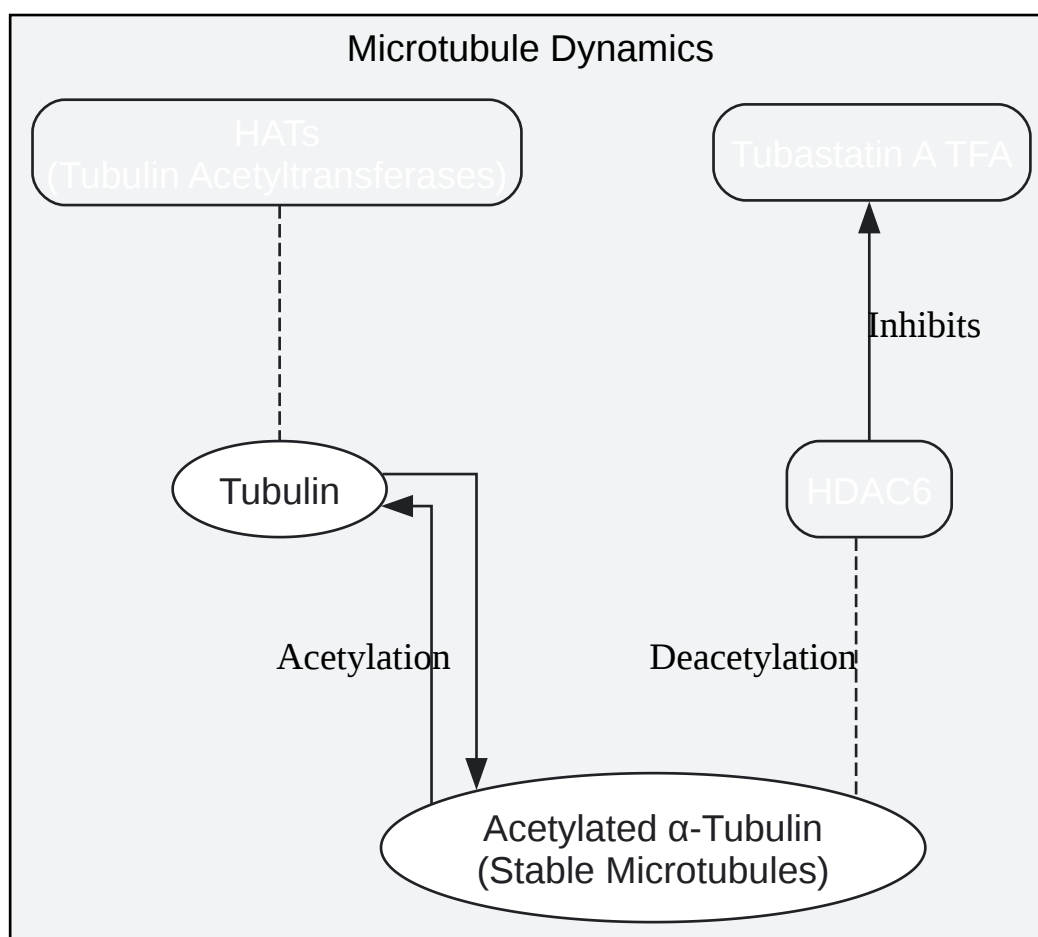 Microtubule Dynamics
HATs
(Tubulin Acetyltransferases)
Tubastatin A TFA
Inhibits
Tubulin
HDAC6
Acetylation
Deacetylation
Acetylated α-Tubulin
(Stable Microtubules)